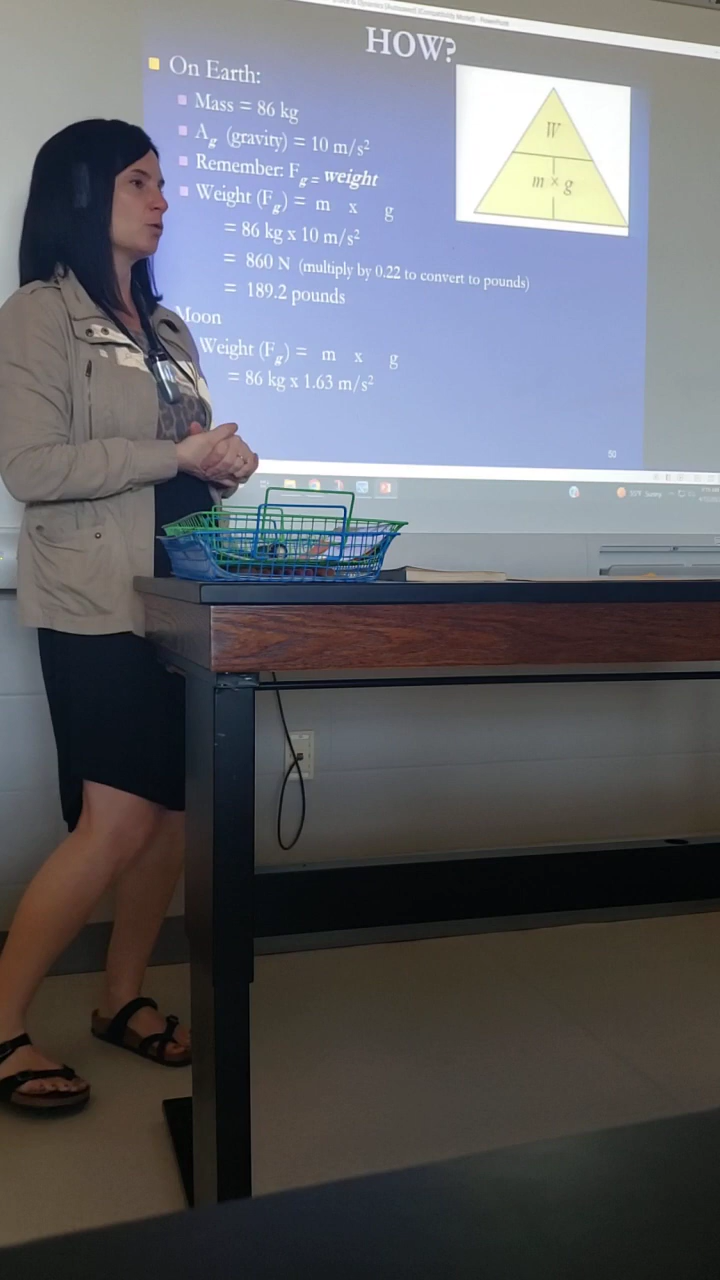 HOW?
On Earth:
Mass = 86 kg
Ag (gravity) = 10 m/s²
Remember: Fg = weight
Weight (Fg) = m x g
= 86 kg x 10 m/s²
= 860 N (multiply by 0.22 to convert to pounds)
= 189.2 pounds
Moon
Weight (Fg) = m x g
= 86 kg x 1.63 m/s²
W
m × g
50
Sunny